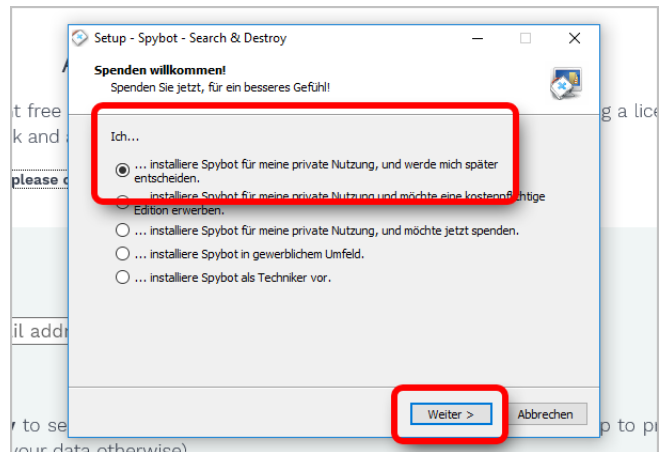 Setup - Spybot - Search & Destroy
Spenden willkommen!
Spenden Sie jetzt, für ein besseres Gefühl!
t free
g a lice
k and
please
Ich...
... installiere Spybot für meine private Nutzung, und werde mich später
entscheiden.
... installiere Spybot für meine private Nutzung und möchte eine kostenpflichtige
Edition erwerben.
... installiere Spybot für meine private Nutzung, und möchte jetzt spenden.
... installiere Spybot in gewerblichem Umfeld.
... installiere Spybot als Techniker vor.
il addr
Weiter >
Abbrechen
to se
p to pr
your data otherwise)